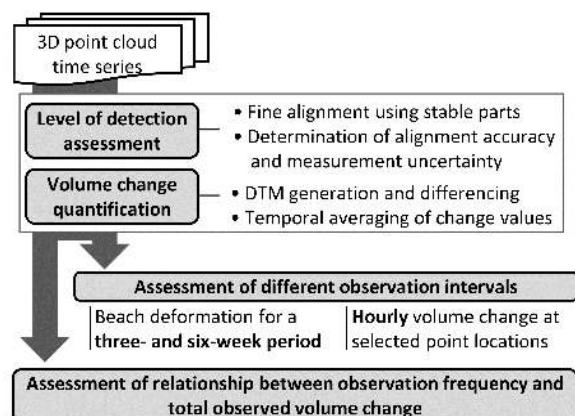 3D point cloud
time series
Level of detection
assessment
• Fine alignment using stable parts
• Determination of alignment accuracy
and measurement uncertainty
Volume change
quantification
• DTM generation and differencing
• Temporal averaging of change values
Assessment of different observation intervals
Beach deformation for a
three- and six-week period
Hourly volume change at
selected point locations
Assessment of relationship between observation frequency and
total observed volume change